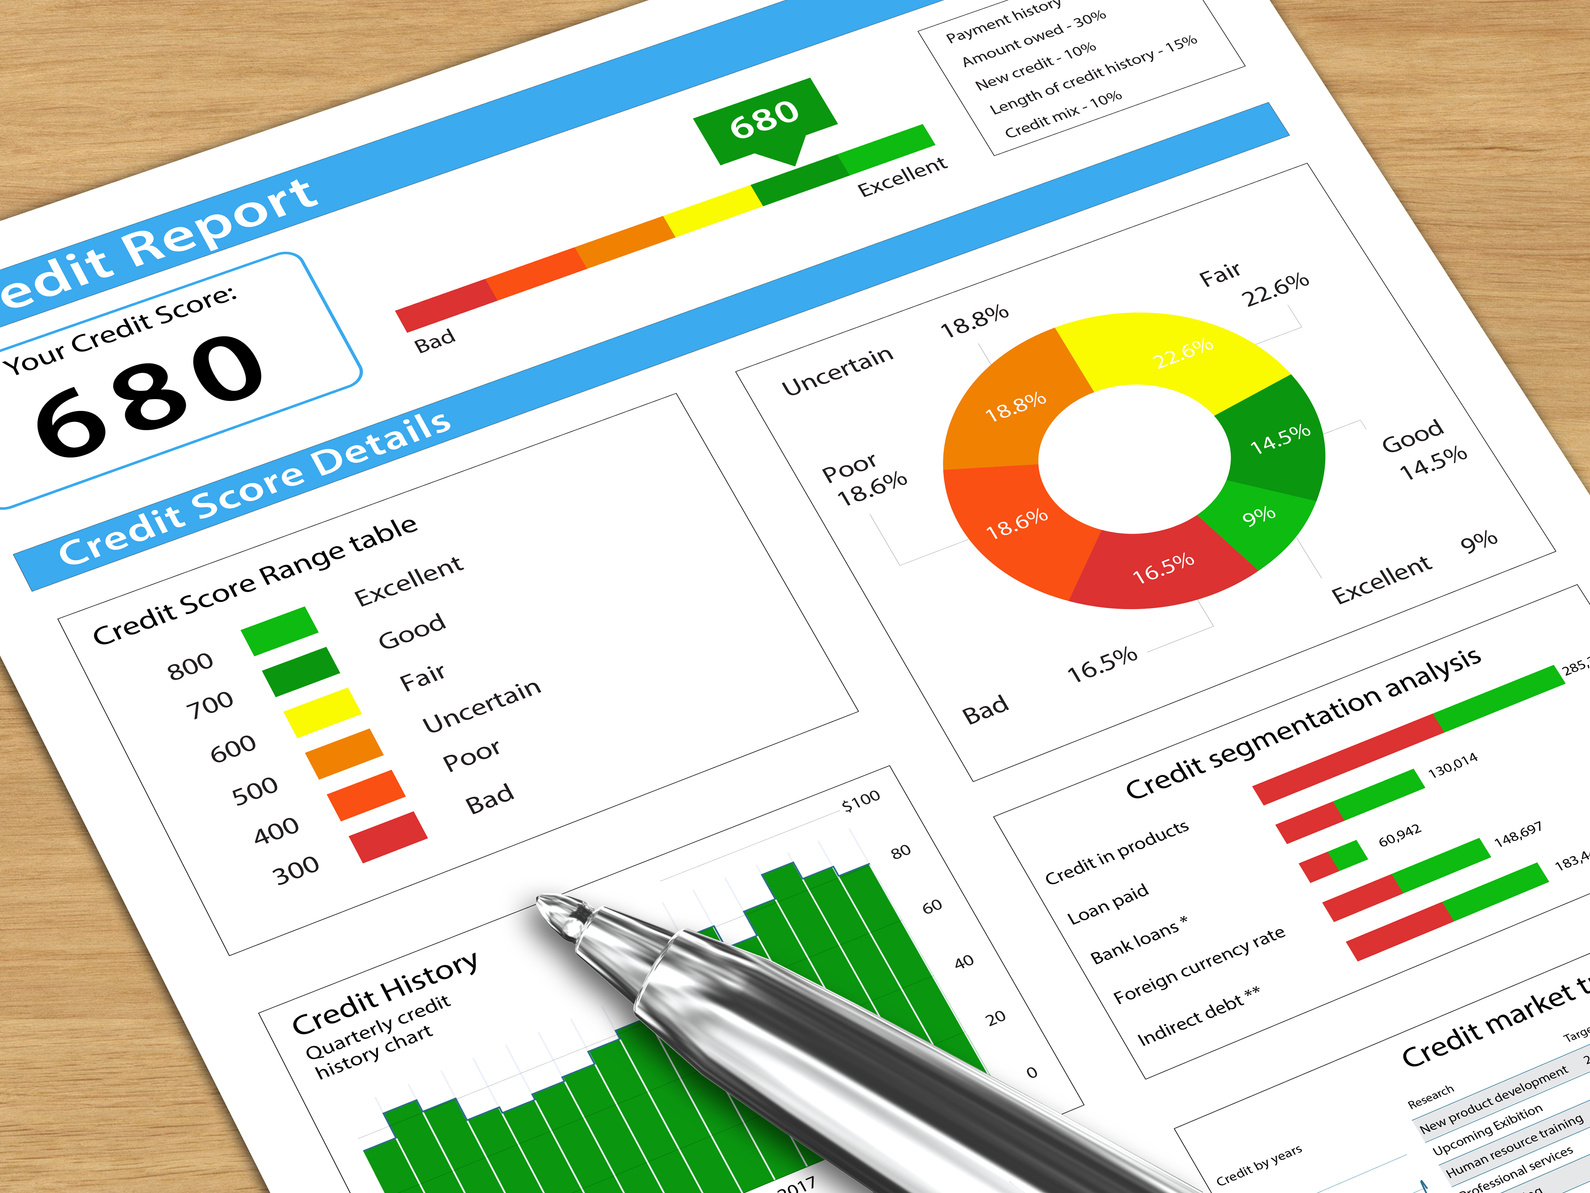 Payment history
Amount owed - 30%
New credit - 10%
Length of credit history - 15%
Credit mix - 10%
680
Excellent
Bad
Report
Your Credit Score:
680
Credit Score Details
Credit Score Range table
800 Excellent
700 Good
600 Fair
500 Uncertain
400 Poor
300 Bad
Fair
22.6%
18.8%
Uncertain
22.6%
18.8%
Good
14.5%
14.5%
Poor
18.6%
18.6%
9%
16.5%
Excellent 9%
16.5%
Bad
Credit segmentation analysis
Credit in products
130,014
Loan paid
60,942
Bank loans *
148,697
Foreign currency rate
Indirect debt **
Credit History
Quarterly credit
history chart
$100
80
60
40
20
0
2017
Credit market
Research
New product development
Upcoming Exibition
Human resource training
Professional services
Credit by years